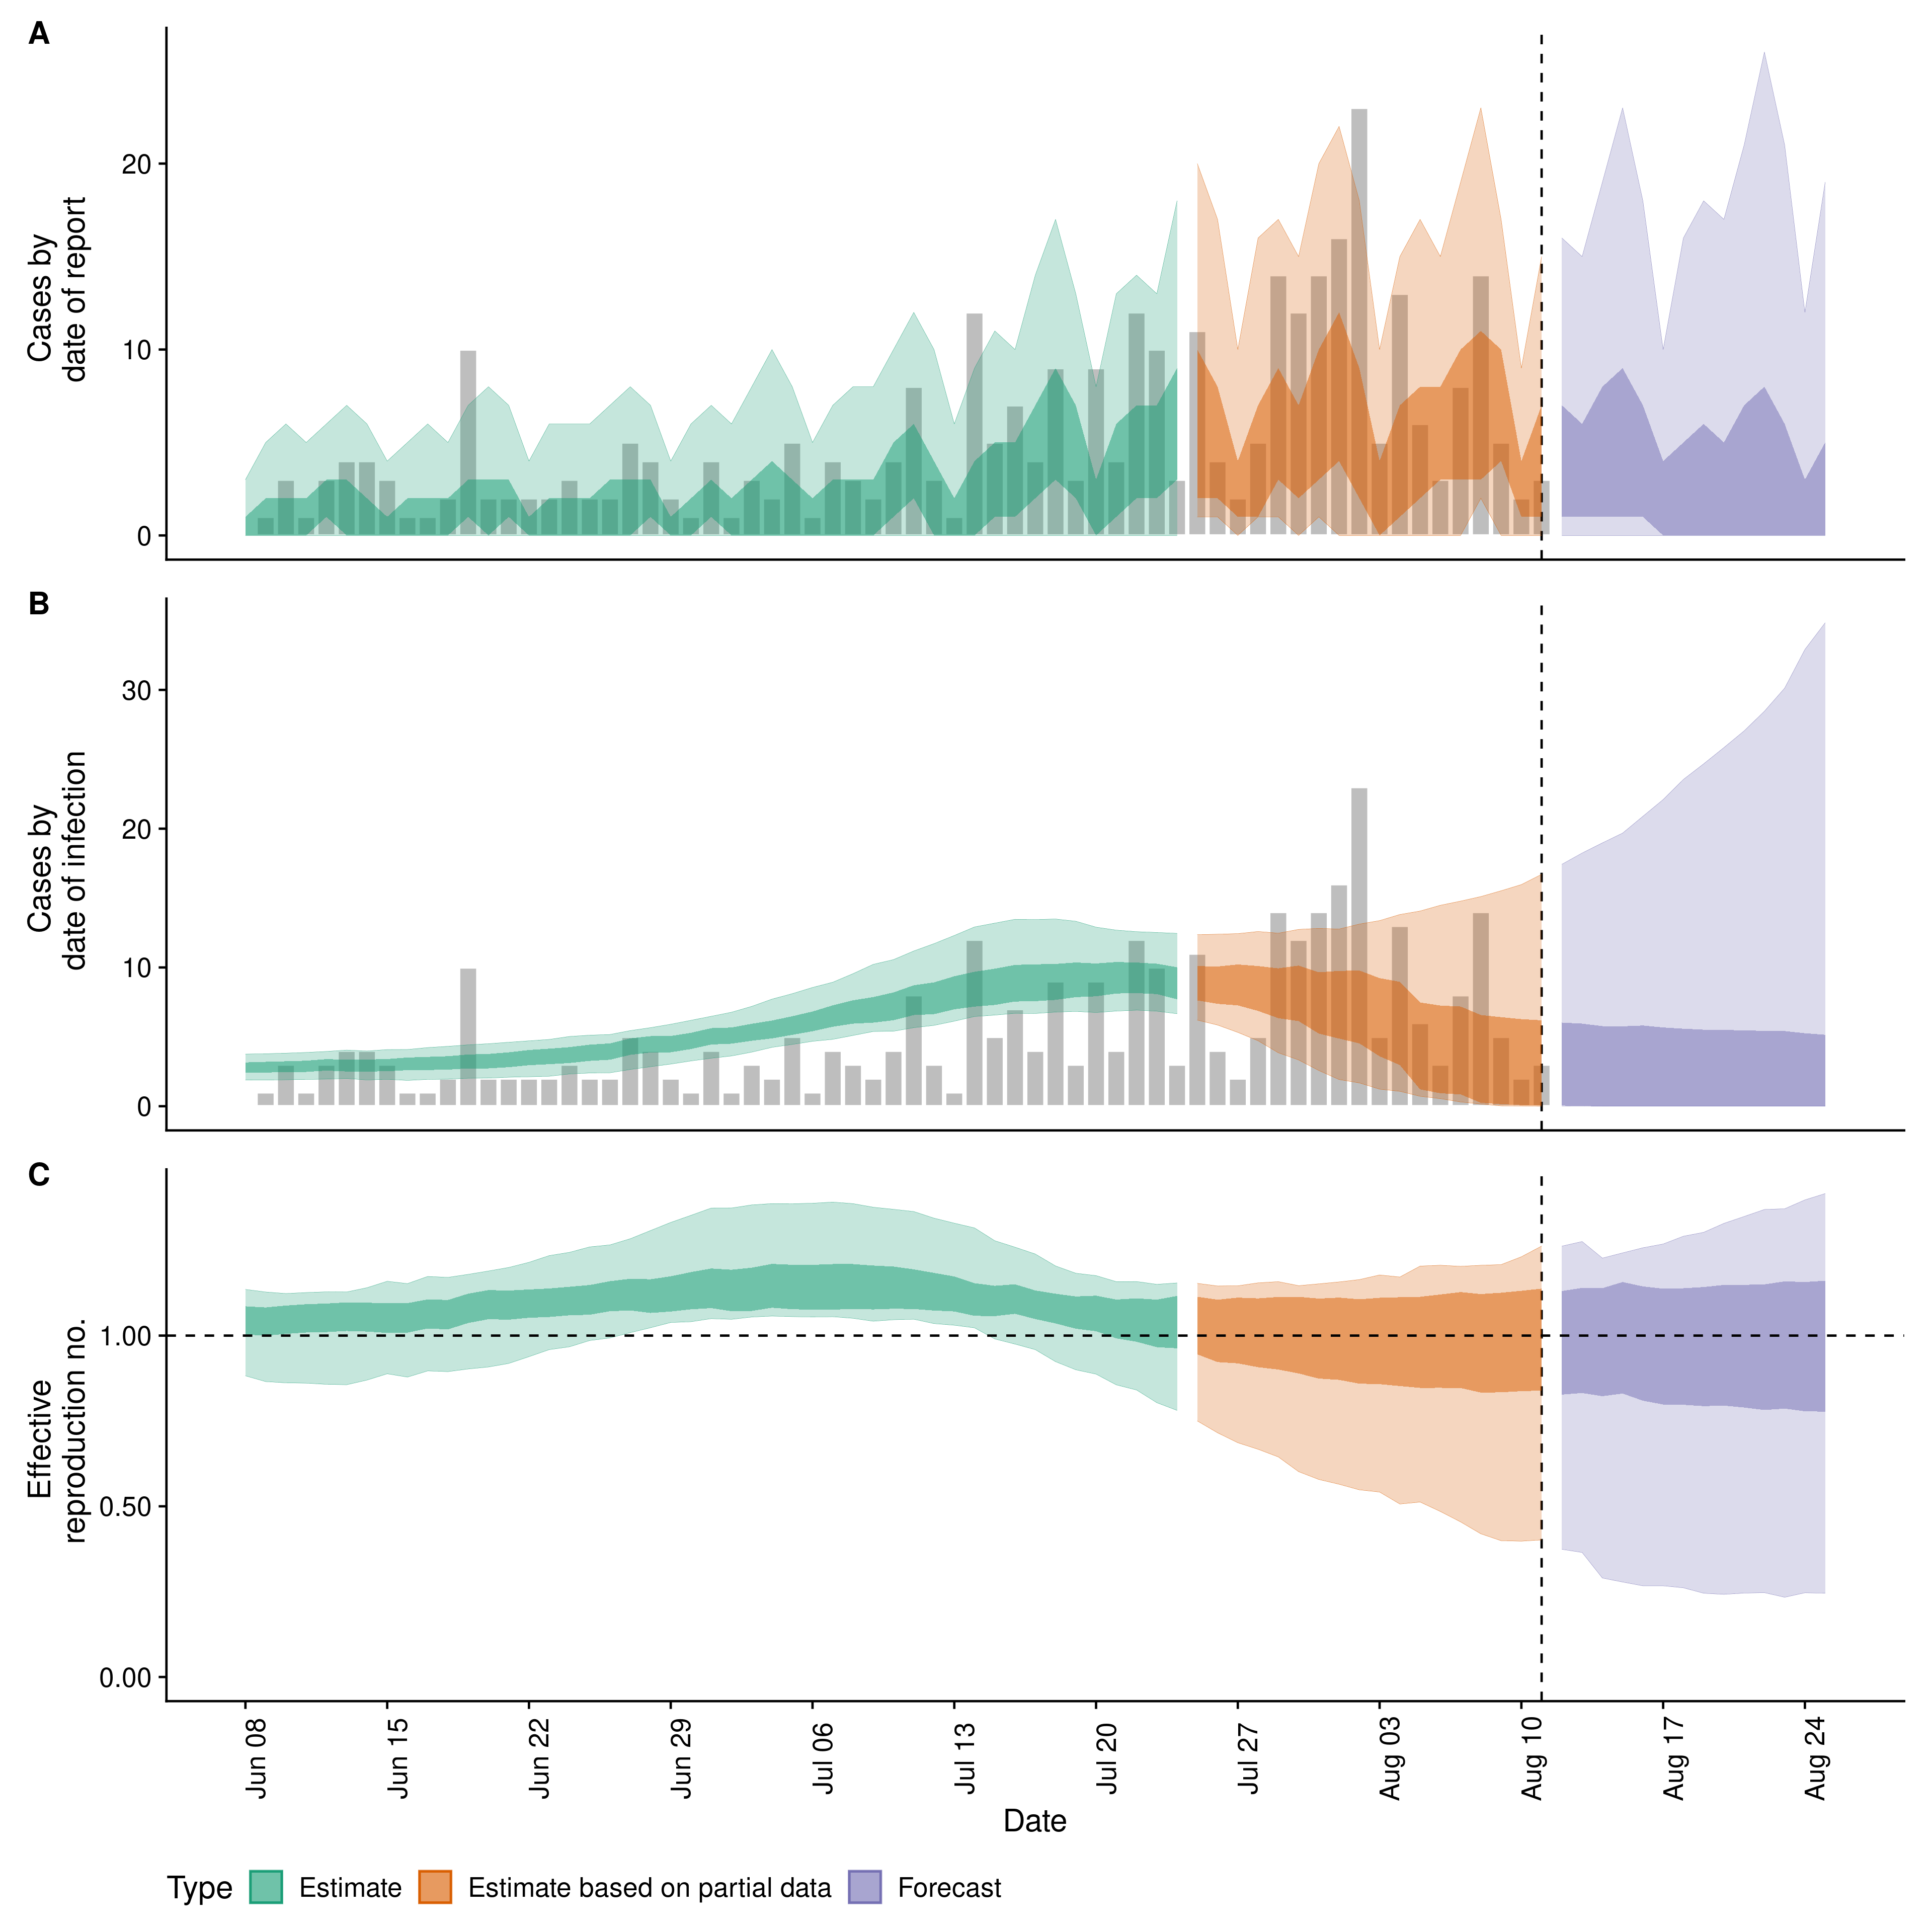 A
Cases by
date of report
20
10
0
B
Cases by
date of infection
30
20
10
0
C
Effective
reproduction no.
1.00
0.50
0.00
Jun 08
Jun 15
Jun 22
Jun 29
Jul 06
Jul 13
Jul 20
Jul 27
Aug 03
Aug 10
Aug 17
Aug 24
Date
Type Estimate Estimate based on partial data Forecast